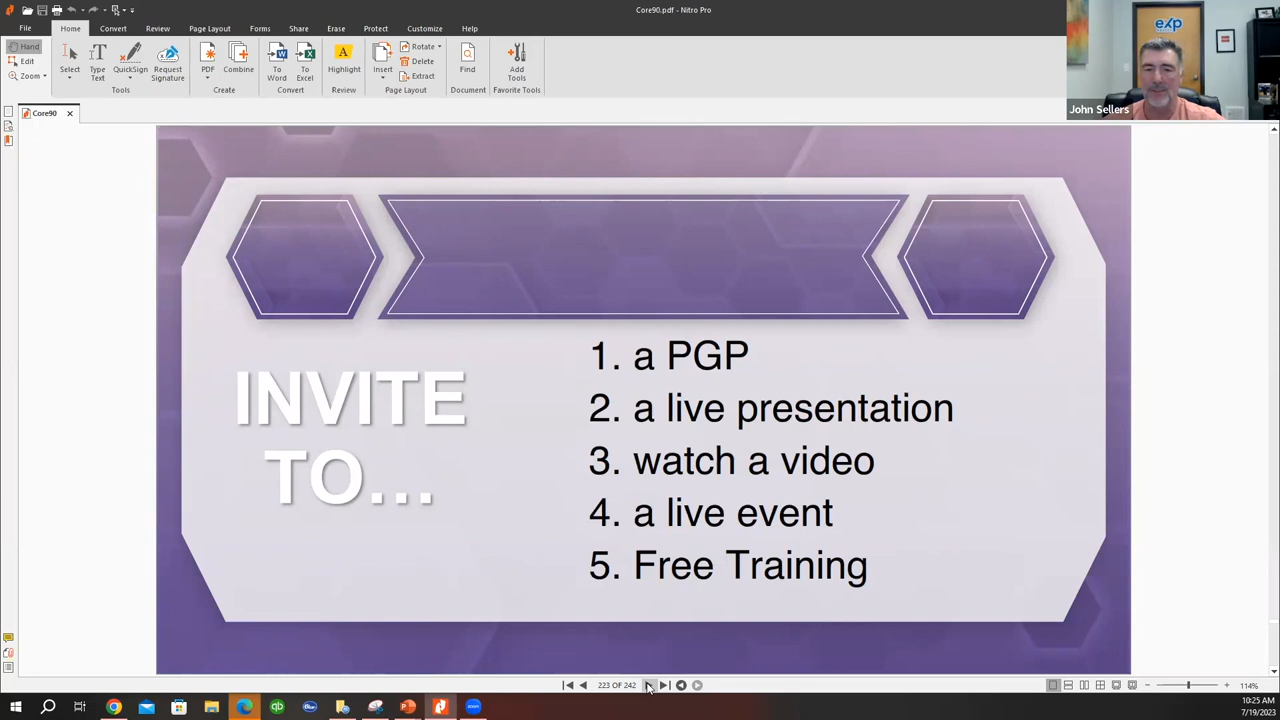 Core90.pdf - Nitro Pro
File Home Convert Review Page Layout Forms Share Erase Protect Customize Help
Hand
Edit
Zoom
Select
Type Text
QuickSign
Request Signature
Tools
PDF
Combine
Create
To Word
To Excel
Convert
Highlight
Review
Insert
Rotate
Delete
Extract
Page Layout
Find
Document
Add Tools
Favorite Tools
exp
John Sellers
Core90
INVITE
TO...
1. a PGP
2. a live presentation
3. watch a video
4. a live event
5. Free Training
223 OF 242
114%
10:25 AM
7/19/2023